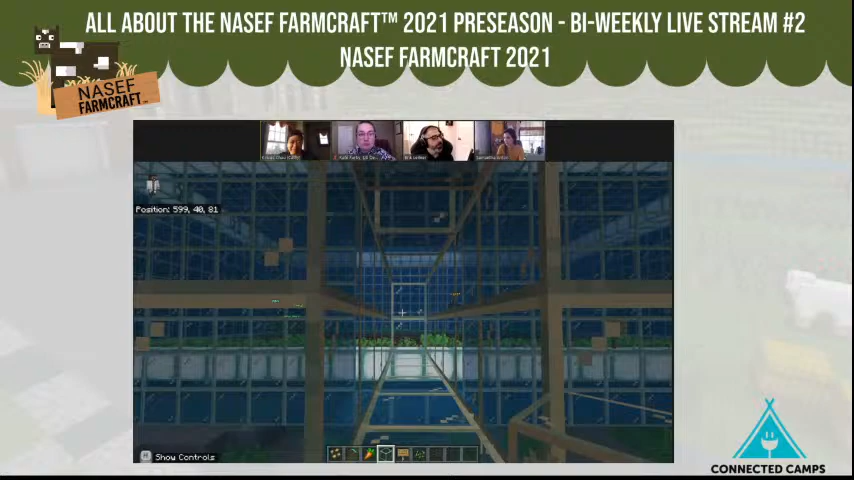 ALL ABOUT THE NASEF FARMCRAFT™ 2021 PRESEASON - BI-WEEKLY LIVE STREAM #2
NASEF FARMCRAFT 2021
NASEF
FARMCRAFT
Position: 599, 40, 81
Show Controls
CONNECTED CAMPS